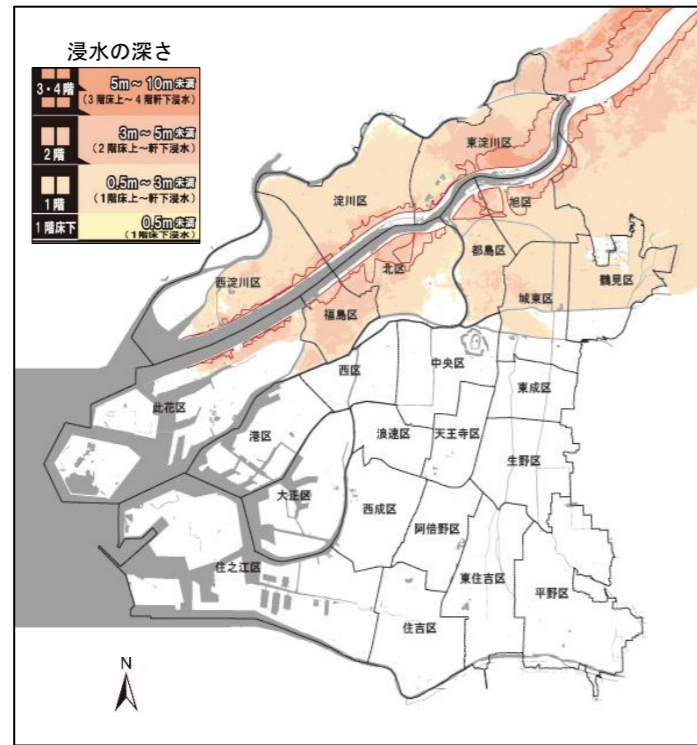 浸水の深さ
3・4階
5m～10m未満
(3階床上～4階軒下浸水)
2階
3m～5m未満
(2階床上～軒下浸水)
1階
0.5m～3m未満
(1階床上～軒下浸水)
1階床下
0.5m未満
(1階床下浸水)
東淀川区
淀川区
旭区
都島区
北区
西淀川区
鶴見区
城東区
福島区
中央区
西区
東成区
此花区
港区
浪速区
天王寺区
生野区
大正区
西成区
阿倍野区
住之江区
東住吉区
平野区
住吉区
N